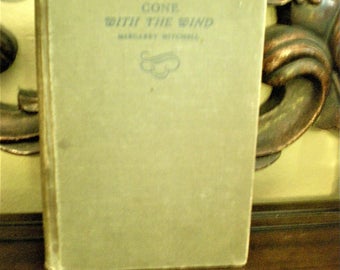 GONE
WITH THE WIND
MARGARET MITCHELL